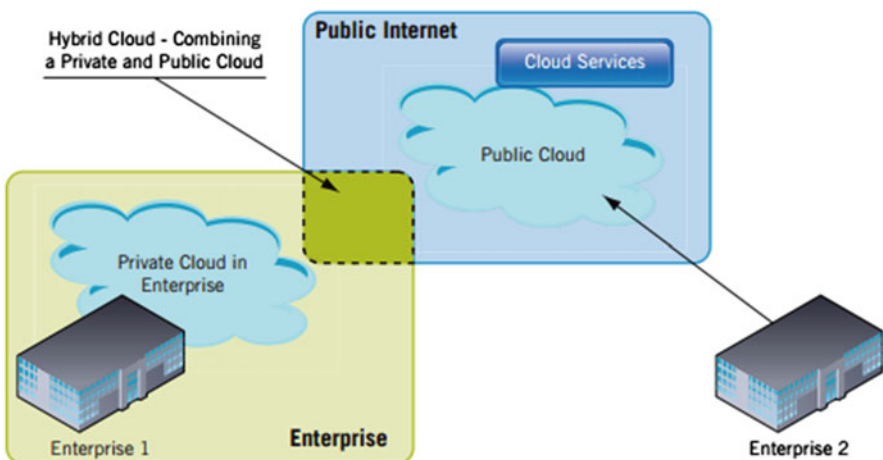 Hybrid Cloud - Combining
a Private and Public Cloud
Public Internet
Cloud Services
Public Cloud
Private Cloud in
Enterprise
Enterprise 1
Enterprise
Enterprise 2